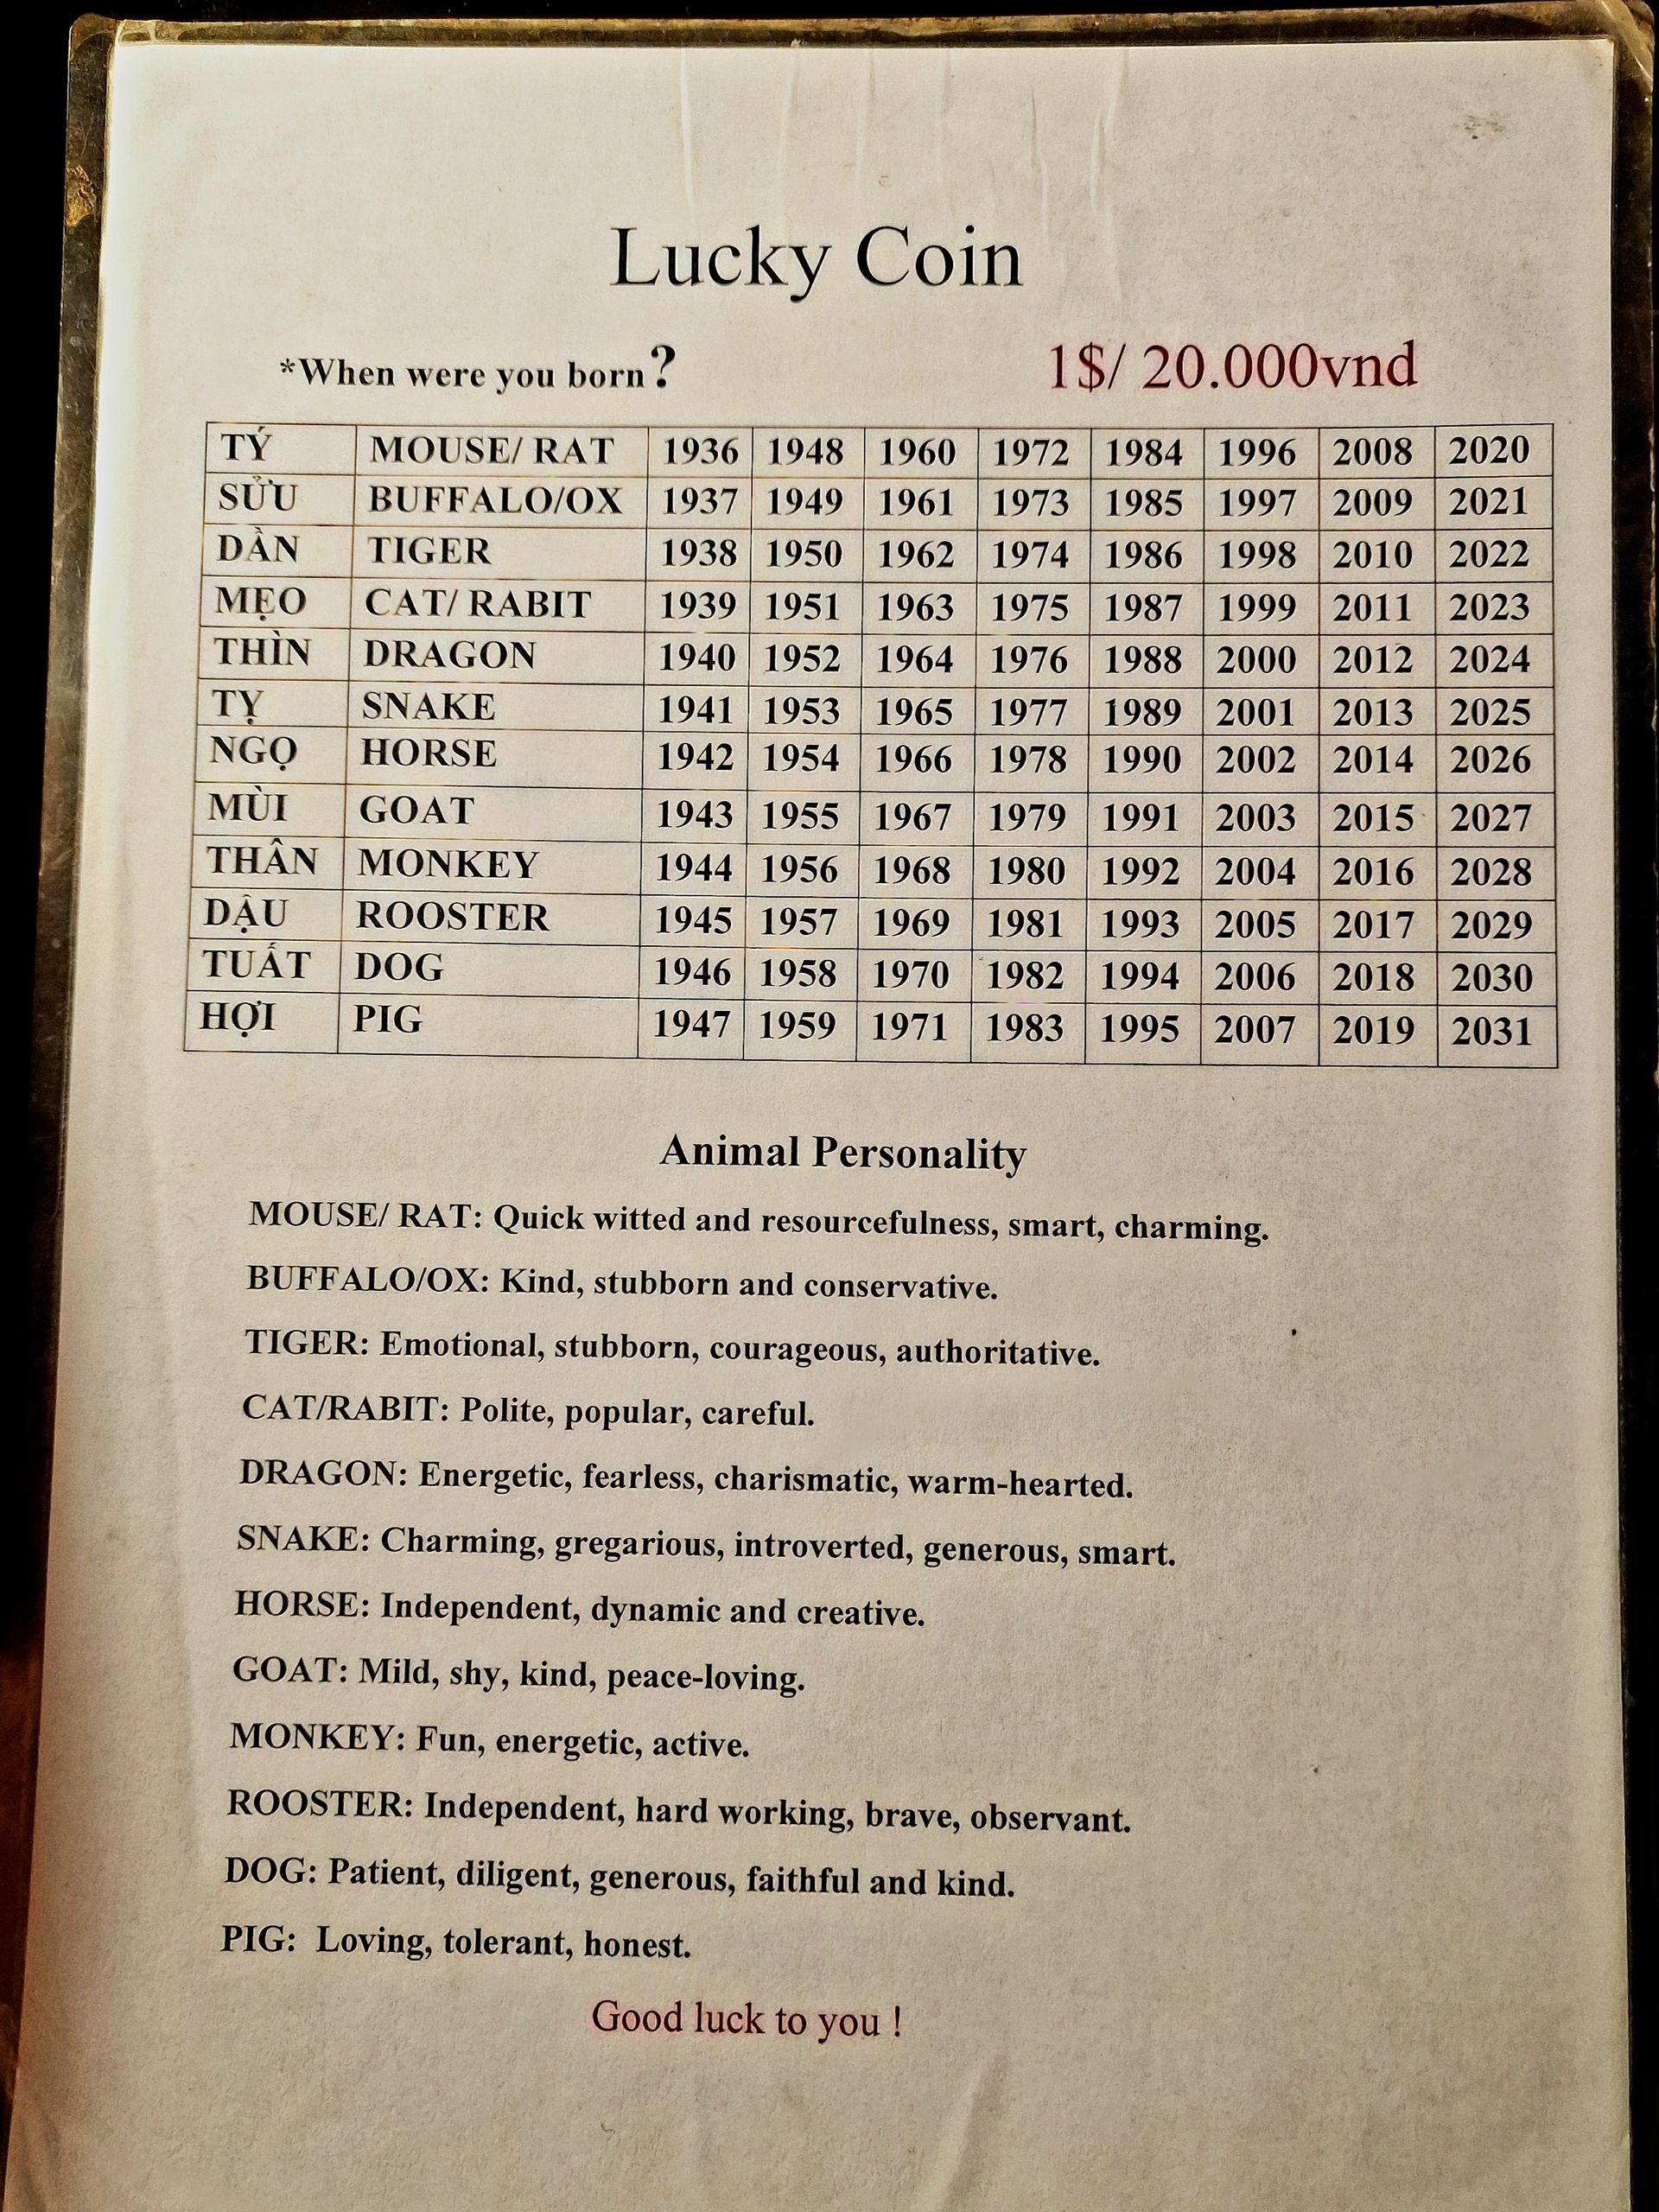 Lucky Coin
*When were you born? 1$/ 20.000vnd
TÝ MOUSE/ RAT 1936 1948 1960 1972 1984 1996 2008 2020
SỬU BUFFALO/OX 1937 1949 1961 1973 1985 1997 2009 2021
DẦN TIGER 1938 1950 1962 1974 1986 1998 2010 2022
MẸO CAT/ RABIT 1939 1951 1963 1975 1987 1999 2011 2023
THÌN DRAGON 1940 1952 1964 1976 1988 2000 2012 2024
TỴ SNAKE 1941 1953 1965 1977 1989 2001 2013 2025
NGỌ HORSE 1942 1954 1966 1978 1990 2002 2014 2026
MÙI GOAT 1943 1955 1967 1979 1991 2003 2015 2027
THÂN MONKEY 1944 1956 1968 1980 1992 2004 2016 2028
DẬU ROOSTER 1945 1957 1969 1981 1993 2005 2017 2029
TUẤT DOG 1946 1958 1970 1982 1994 2006 2018 2030
HỢI PIG 1947 1959 1971 1983 1995 2007 2019 2031
Animal Personality
MOUSE/ RAT: Quick witted and resourcefulness, smart, charming.
BUFFALO/OX: Kind, stubborn and conservative.
TIGER: Emotional, stubborn, courageous, authoritative.
CAT/RABIT: Polite, popular, careful.
DRAGON: Energetic, fearless, charismatic, warm-hearted.
SNAKE: Charming, gregarious, introverted, generous, smart.
HORSE: Independent, dynamic and creative.
GOAT: Mild, shy, kind, peace-loving.
MONKEY: Fun, energetic, active.
ROOSTER: Independent, hard working, brave, observant.
DOG: Patient, diligent, generous, faithful and kind.
PIG: Loving, tolerant, honest.
Good luck to you !